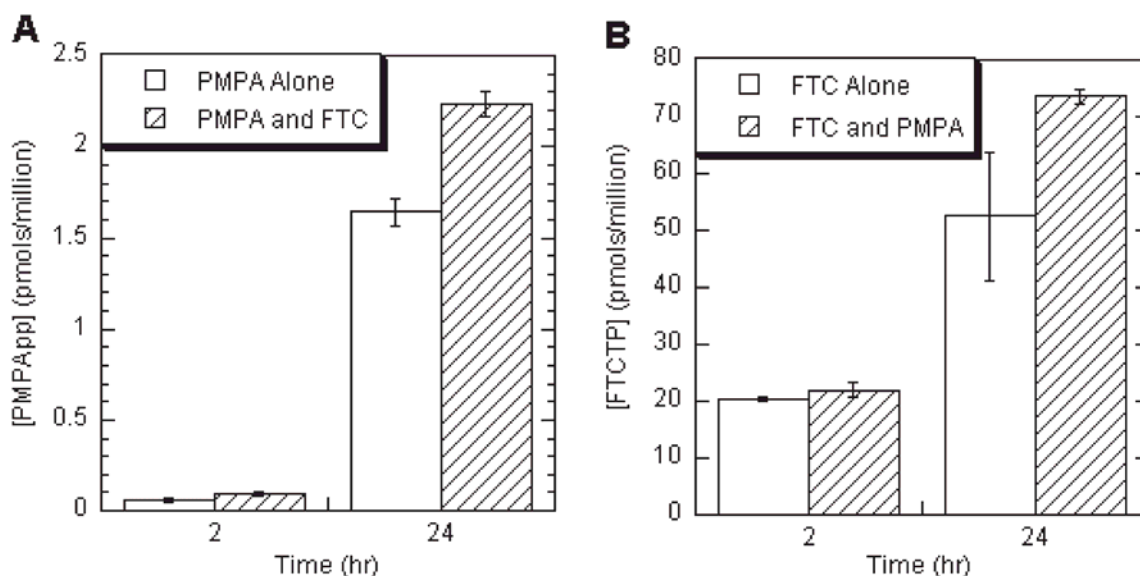 A
[PMPApp] (pmols/million)
2.5
2
1.5
1
0.5
0
PMPA Alone
PMPA and FTC
2
24
Time (hr)
B
[FTCTP] (pmols/million)
80
70
60
50
40
30
20
10
0
FTC Alone
FTC and PMPA
2
24
Time (hr)